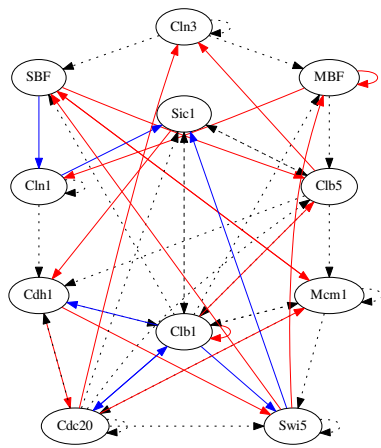 Cln3
SBF
MBF
Sic1
Cln1
Clb5
Cdh1
Mcm1
Clb1
Cdc20
Swi5